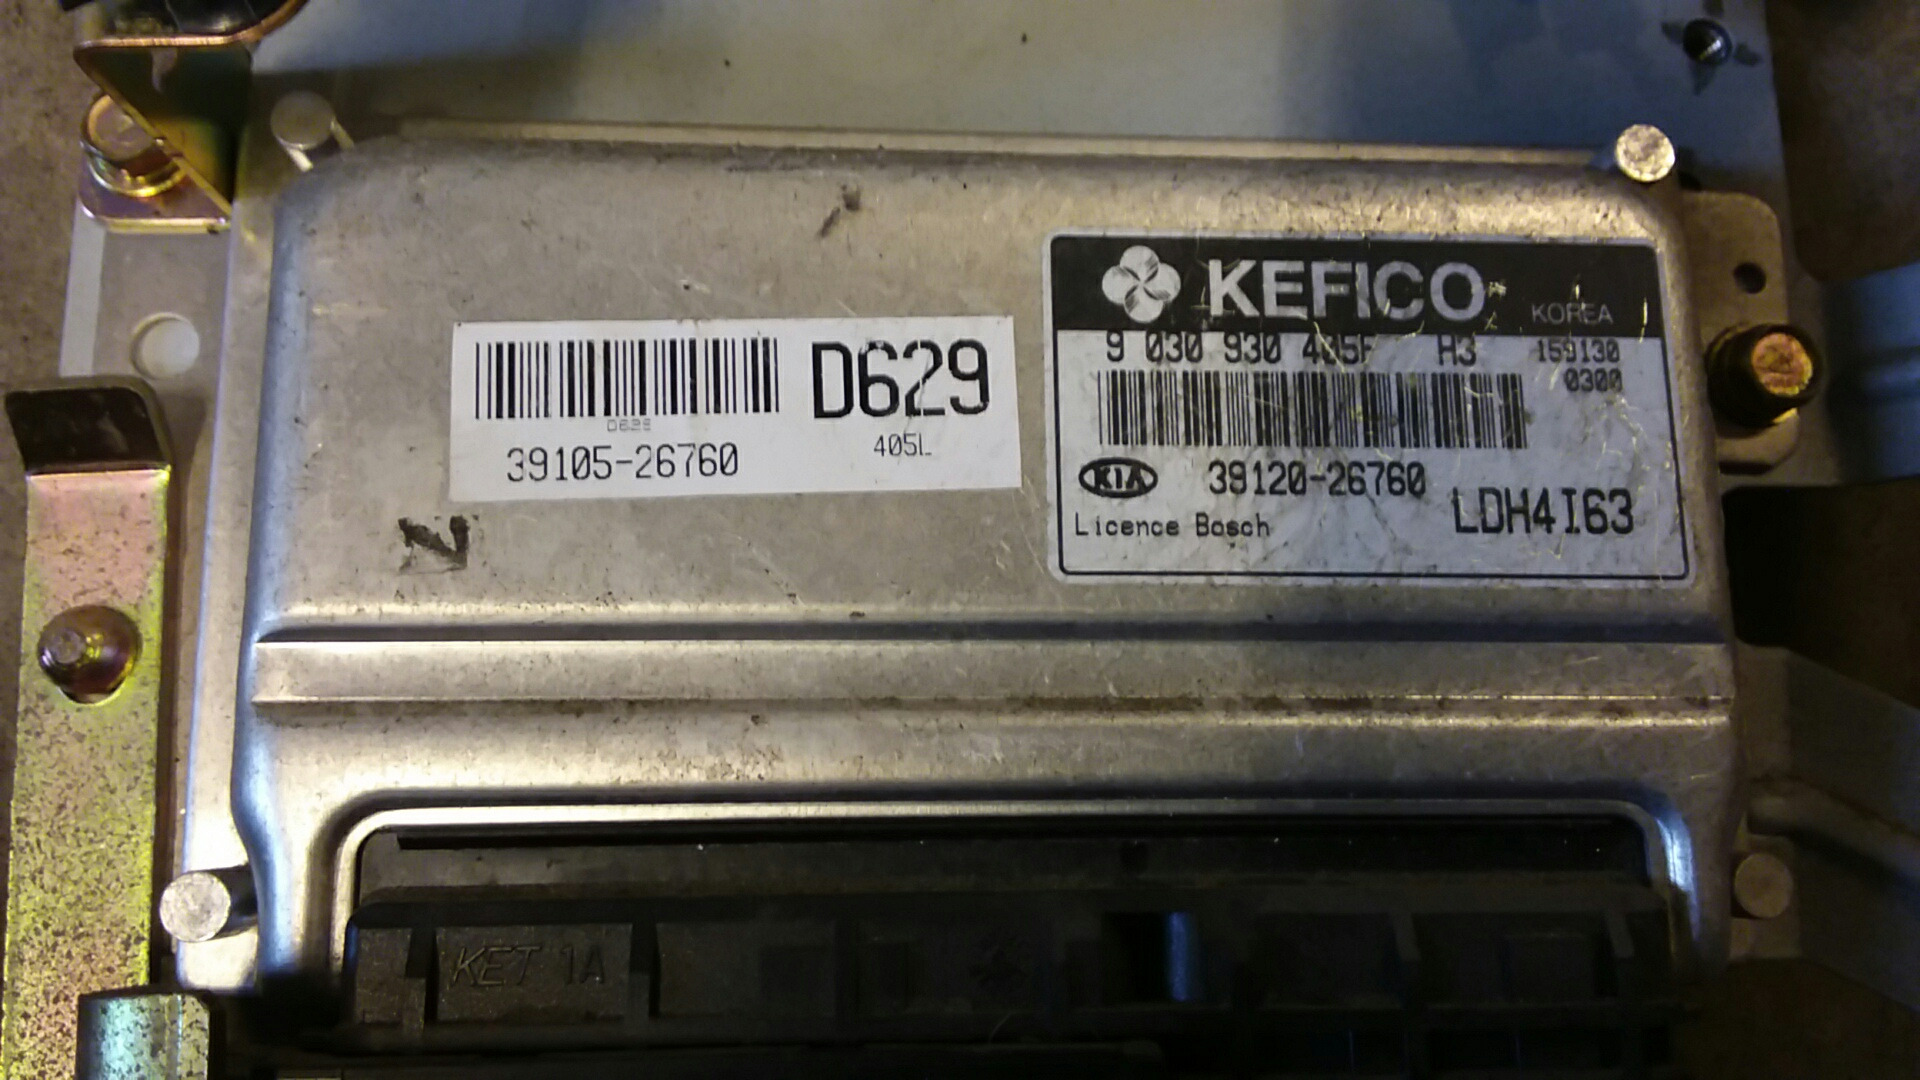 D629
D629
39105-26760
405L
N
KEFICO
KOREA
9 030 930 405F H3
159130
0300
KIA
39120-26760
LDH4I63
Licence Bosch
KET 1A